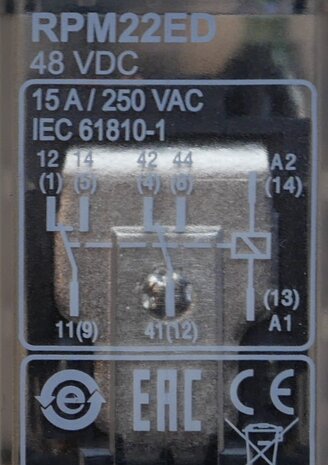 RPM22ED
48 VDC
15 A / 250 VAC
IEC 61810-1
12 14 42 44 A2
(1) (5) (4) (8) (14)
(13)
11(9) 41(12) A1
e EAC CE